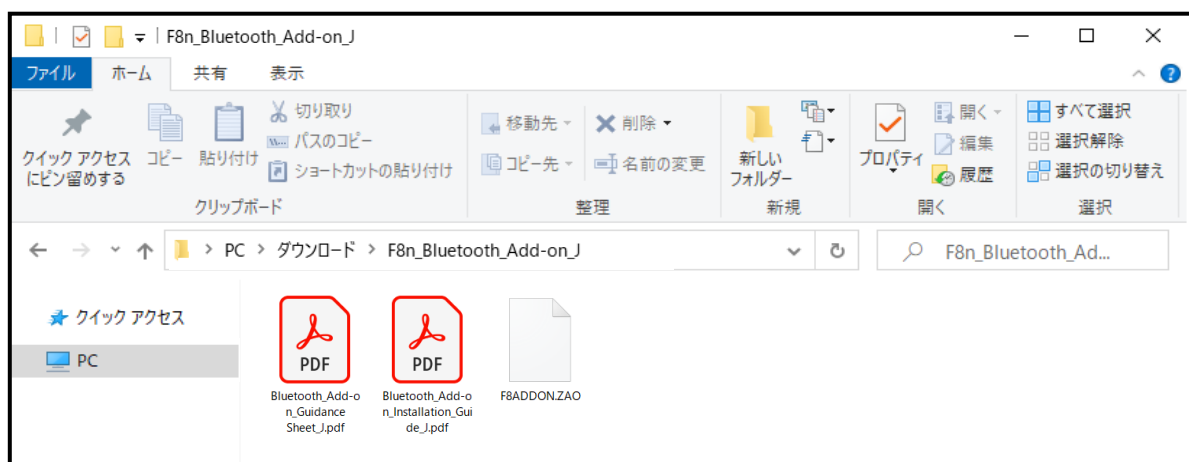 F8n_Bluetooth_Add-on_J
ファイル ホーム 共有 表示
クイック アクセス
にピン留めする
コピー
貼り付け
切り取り
パスのコピー
ショートカットの貼り付け
クリップボード
移動先
コピー先
削除
名前の変更
整理
新しい
フォルダー
新規
プロパティ
開く
編集
履歴
開く
すべて選択
選択解除
選択の切り替え
選択
PC ダウンロード F8n_Bluetooth_Add-on_J
F8n_Bluetooth_Ad...
クイック アクセス
PC
PDF
Bluetooth_Add-o
n_Guidance
Sheet_J.pdf
PDF
Bluetooth_Add-o
n_Installation_Gui
de_J.pdf
F8ADDON.ZAO